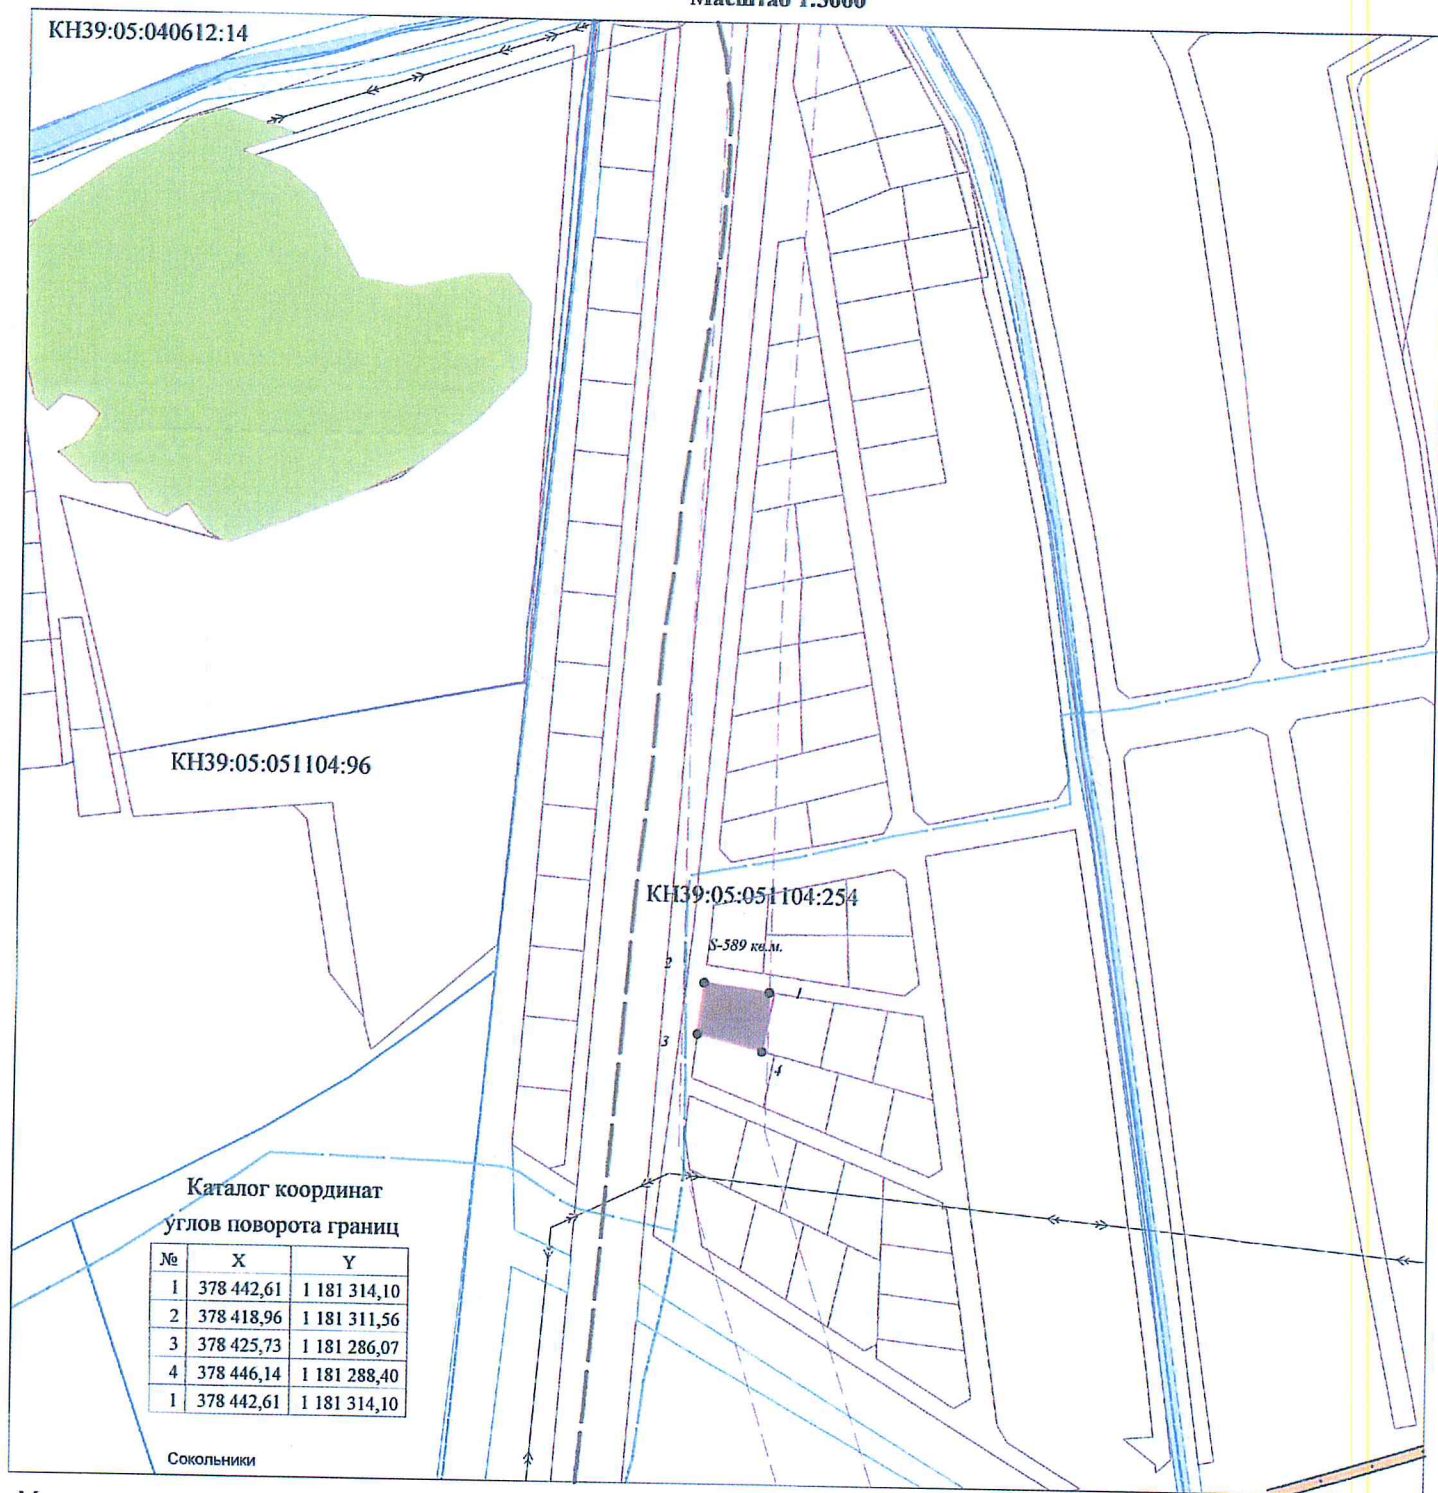 Масштаб 1:5000
КН39:05:040612:14
КН39:05:051104:96
КН39:05:051104:254
S-589 кв.м.
2
1
3
4
Каталог координат
углов поворота границ
№ X Y
1 378 442,61 1 181 314,10
2 378 418,96 1 181 311,56
3 378 425,73 1 181 286,07
4 378 446,14 1 181 288,40
1 378 442,61 1 181 314,10
Сокольники